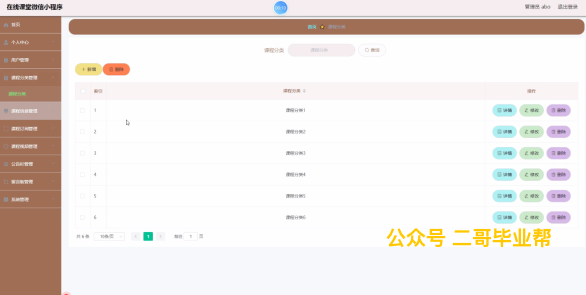 在线课堂微信小程序
管理员 abo 退出登录
首页
首页 课程分类
个人中心
用户管理
课程分类管理
课程分类
课程信息管理
课程订阅管理
课程视频管理
公告栏管理
留言板管理
系统管理
课程分类 课程分类 查询
新增 删除
索引 课程分类 操作
1 课程分类1 详情 修改 删除
2 课程分类2 详情 修改 删除
3 课程分类3 详情 修改 删除
4 课程分类4 详情 修改 删除
5 课程分类5 详情 修改 删除
6 课程分类6 详情 修改 删除
共 6 条 10条/页 1 前往 1 页
公众号 二哥毕业帮